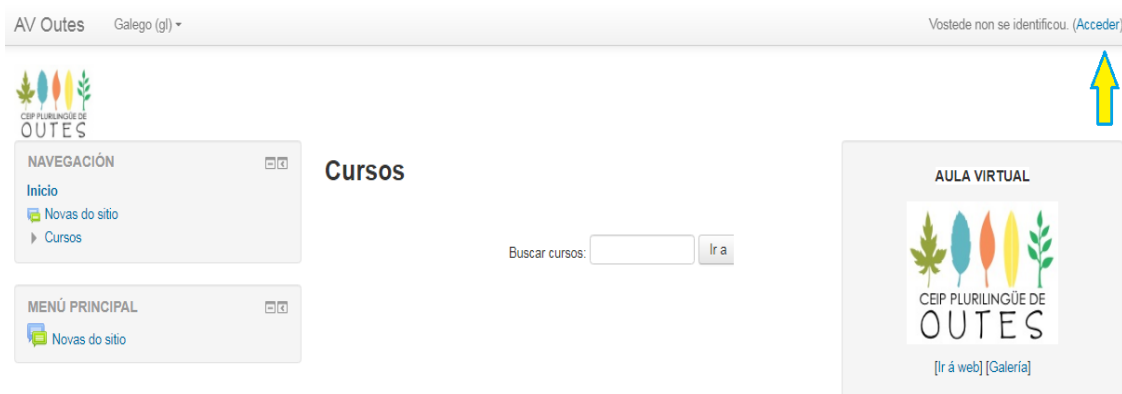 AV Outes Galego (gl) Vostede non se identificou. (Acceder)
CEIP PLURILINGÜE DE
OUTES
NAVEGACIÓN
Inicio
Novas do sitio
Cursos
MENÚ PRINCIPAL
Novas do sitio
Cursos
Buscar cursos: Ir a
AULA VIRTUAL
CEIP PLURILINGÜE DE
OUTES
[Ir á web] [Galería]